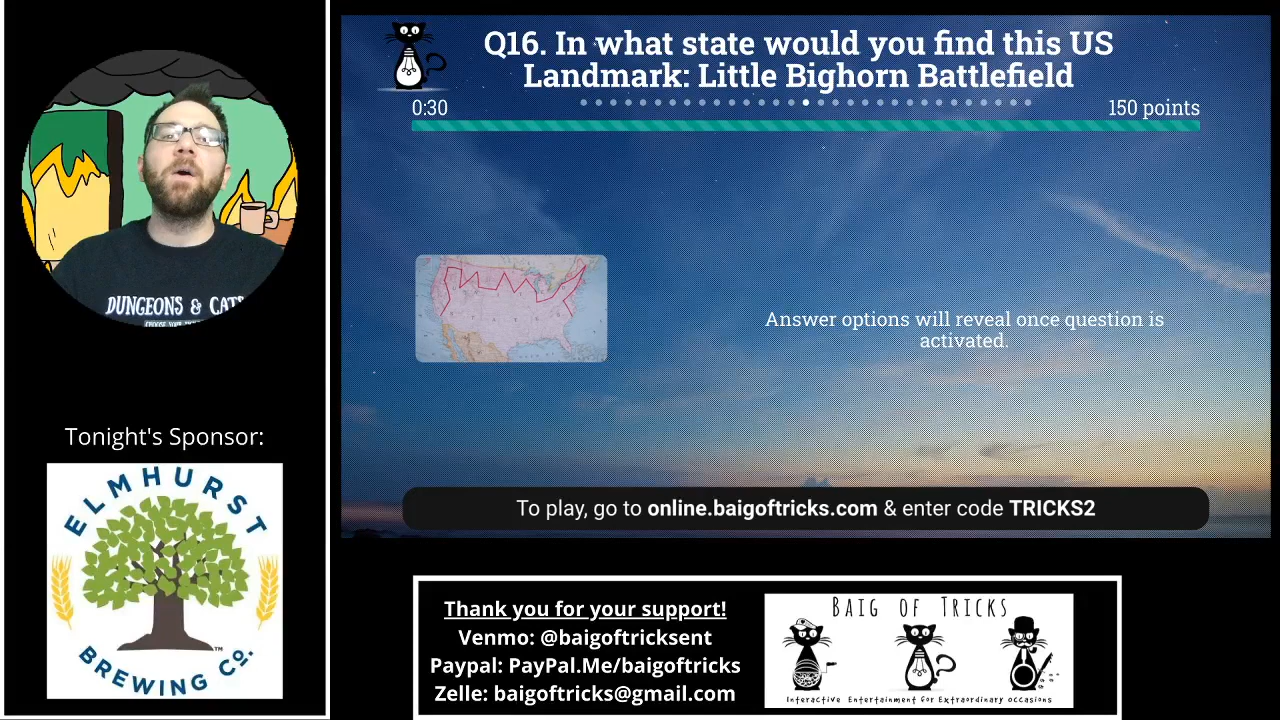 Q16. In what state would you find this US
Landmark: Little Bighorn Battlefield
0:30
150 points
Answer options will reveal once question is
activated.
To play, go to online.baigoftricks.com & enter code TRICKS2
DUNGEONS & CATS
Tonight's Sponsor:
ELMHURST
BREWING CO.
TM
Thank you for your support!
Venmo: @baigoftricksent
Paypal: PayPal.Me/baigoftricks
Zelle: baigoftricks@gmail.com
BAIG OF TRICKS
Interactive Entertainment for Extraordinary occasions